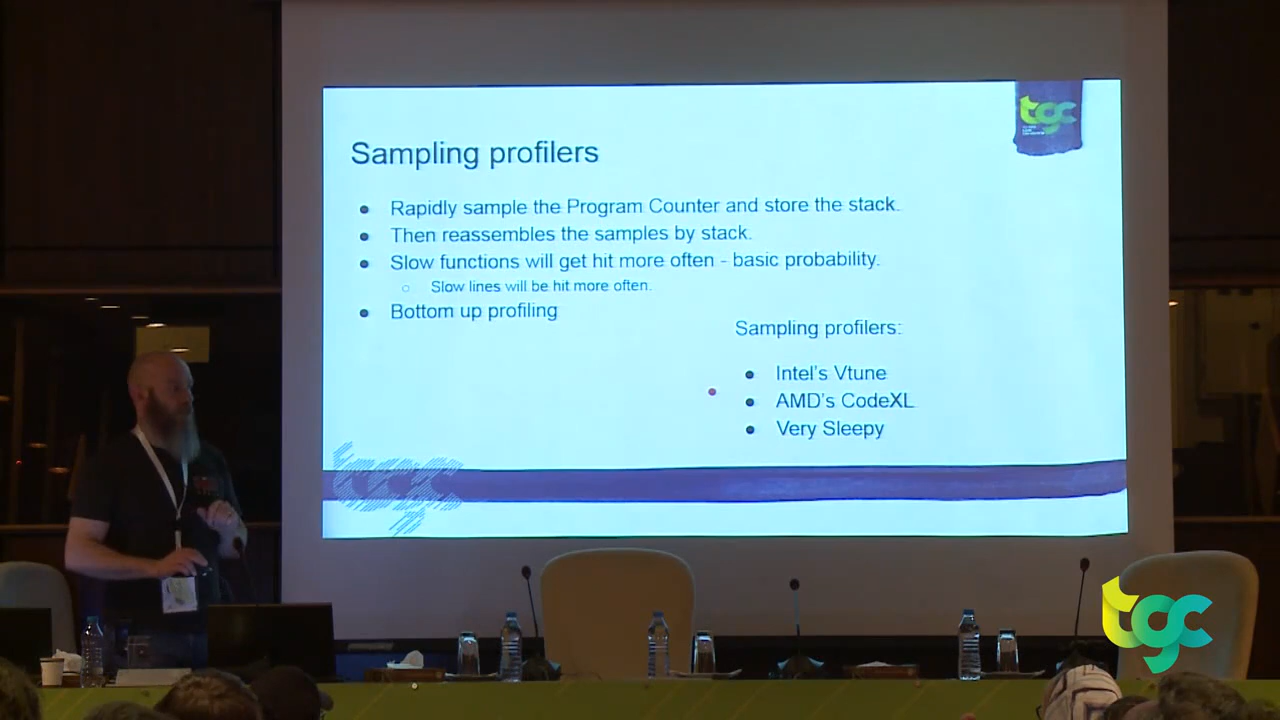 tgc
Sampling profilers
Rapidly sample the Program Counter and store the stack.
Then reassembles the samples by stack.
Slow functions will get hit more often - basic probability.
Slow lines will be hit more often.
Bottom up profiling
Sampling profilers:
Intel's Vtune
AMD's CodeXL
Very Sleepy
tgc
tgc